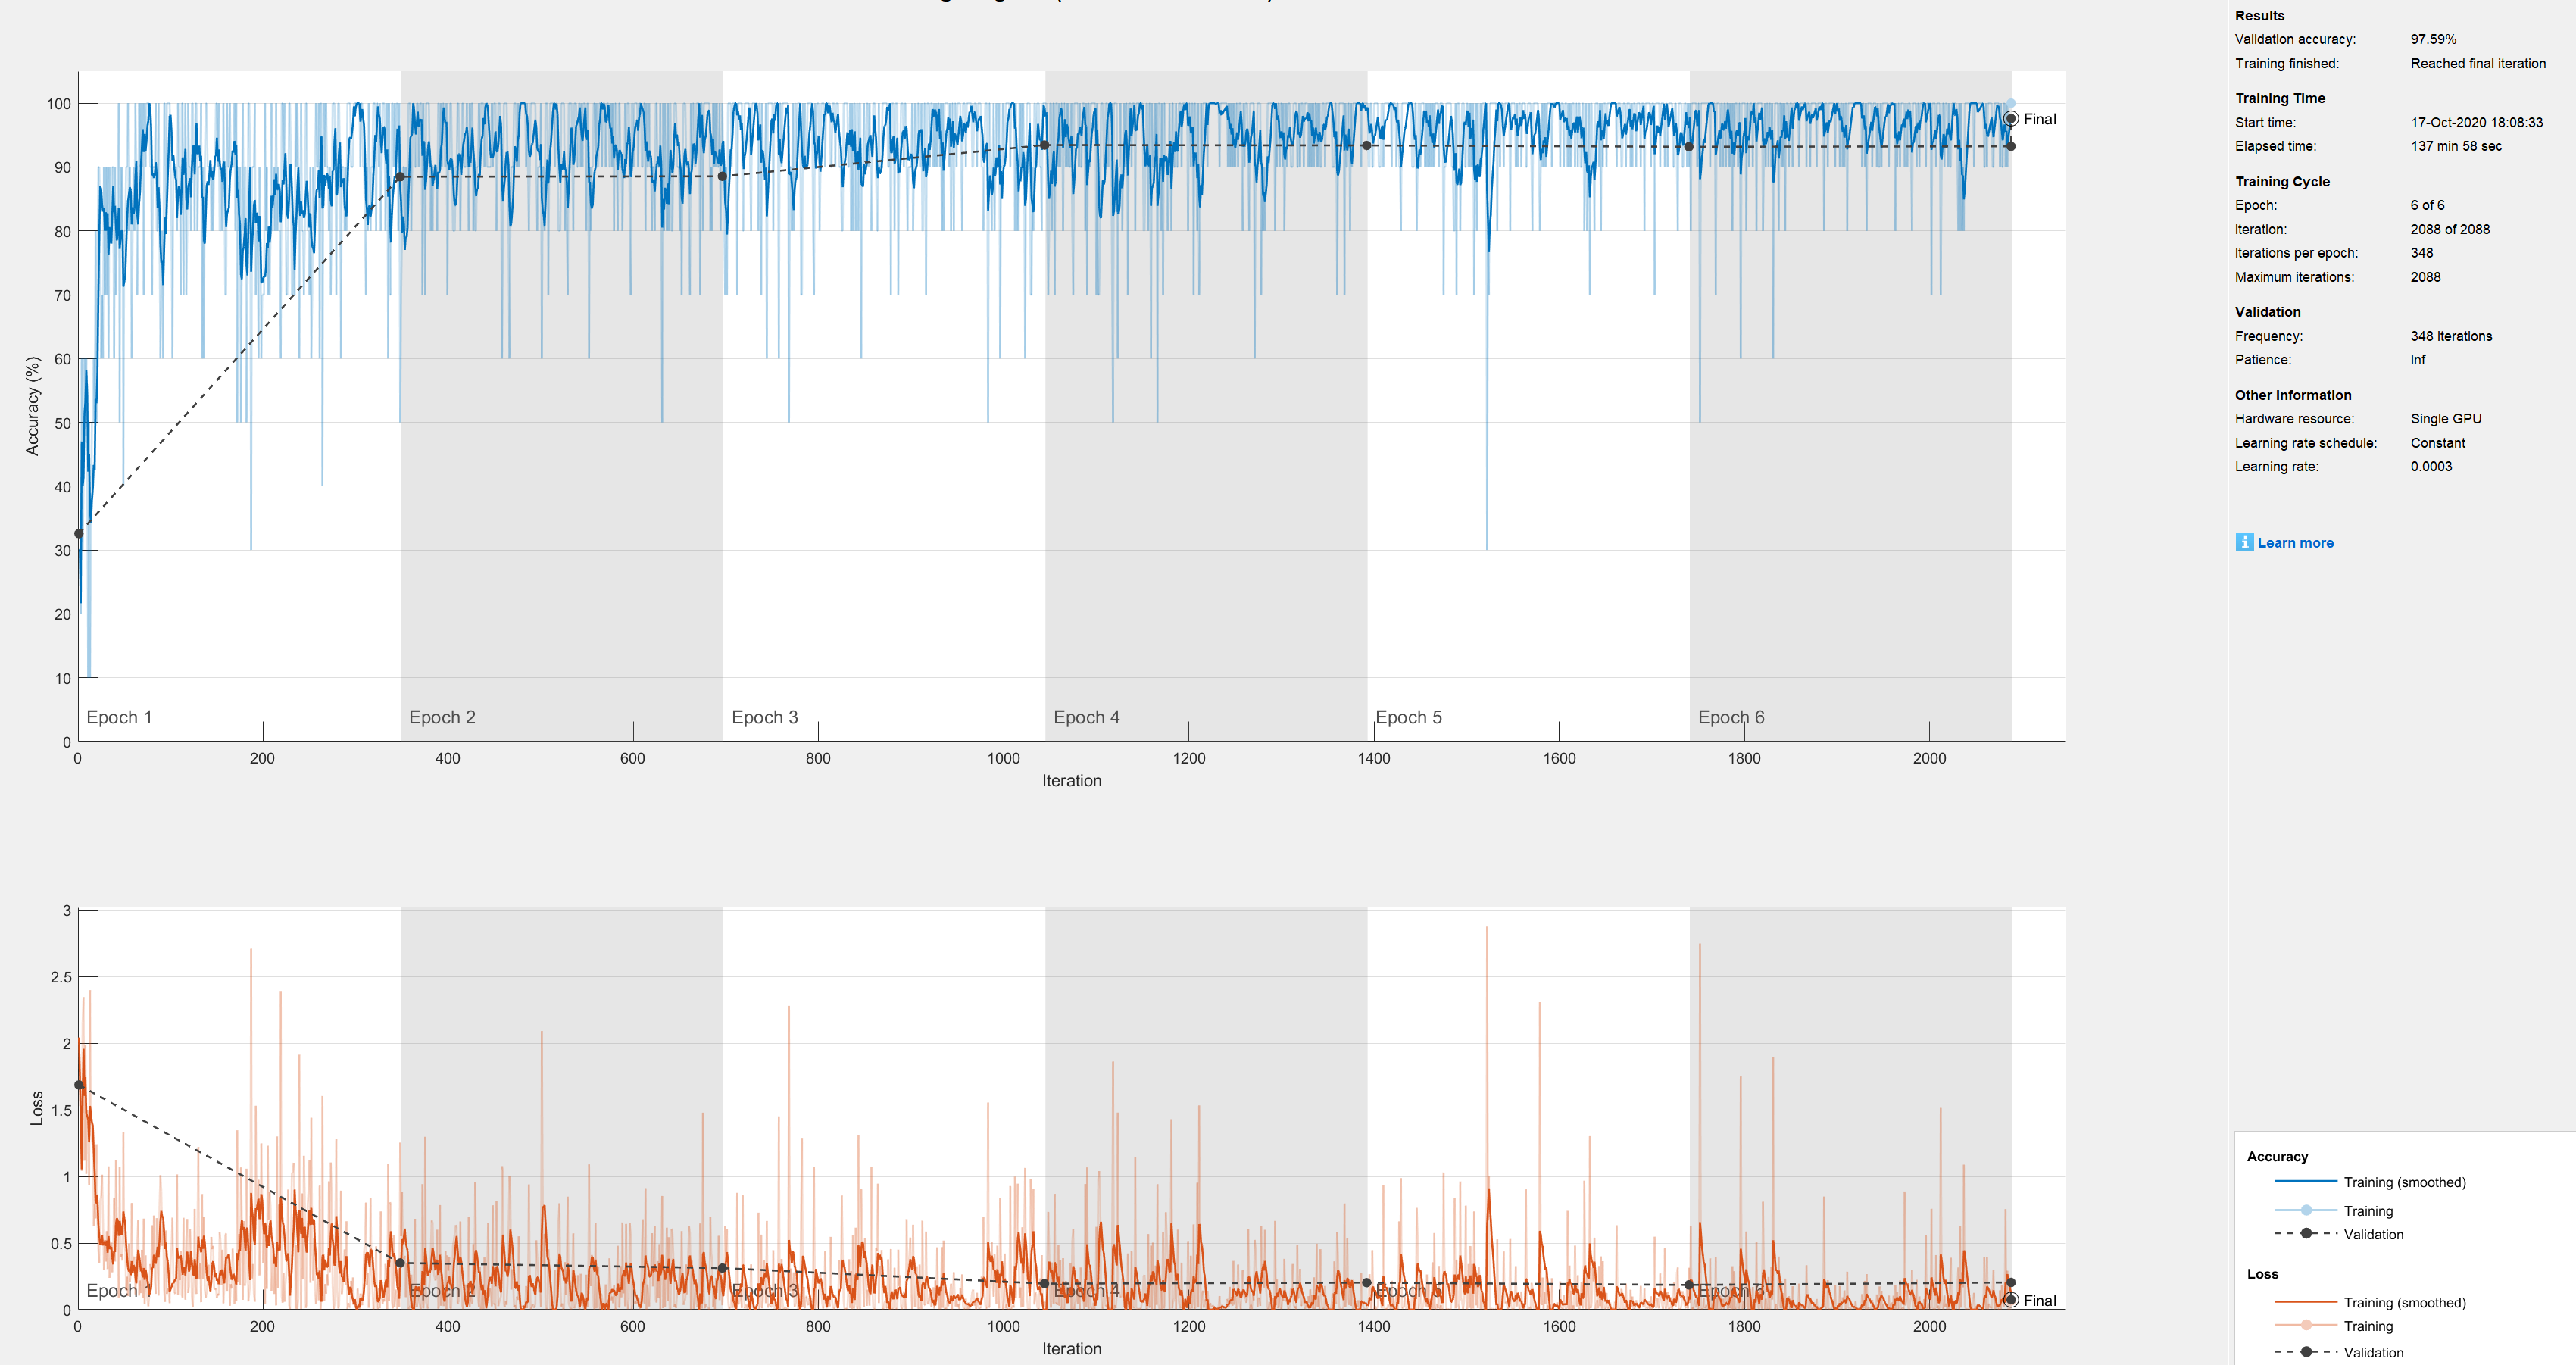 100
90
80
70
60
50
40
30
20
10
0
Accuracy (%)
Final
Epoch 1
Epoch 2
Epoch 3
Epoch 4
Epoch 5
Epoch 6
0 200 400 600 800 1000 1200 1400 1600 1800 2000
Iteration
3
2.5
2
1.5
1
0.5
0
Loss
Epoch 1
Epoch 2
Epoch 3
Epoch 4
Epoch 5
Epoch 6
Final
0 200 400 600 800 1000 1200 1400 1600 1800 2000
Iteration
Results
Validation accuracy: 97.59%
Training finished: Reached final iteration
Training Time
Start time: 17-Oct-2020 18:08:33
Elapsed time: 137 min 58 sec
Training Cycle
Epoch: 6 of 6
Iteration: 2088 of 2088
Iterations per epoch: 348
Maximum iterations: 2088
Validation
Frequency: 348 iterations
Patience: Inf
Other Information
Hardware resource: Single GPU
Learning rate schedule: Constant
Learning rate: 0.0003
i Learn more
Accuracy
Training (smoothed)
Training
Validation
Loss
Training (smoothed)
Training
Validation